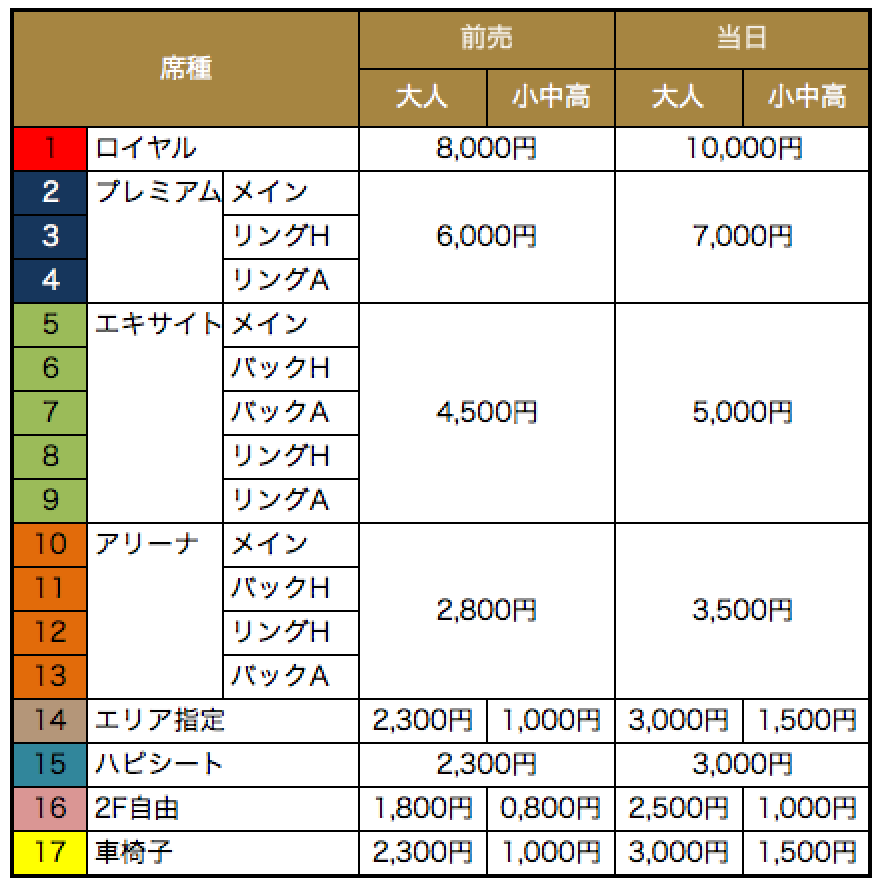 席種 前売 当日
大人 小中高 大人 小中高
1 ロイヤル 8,000円 10,000円
2 プレミアム メイン
3 リングH 6,000円 7,000円
4 リングA
5 エキサイト メイン
6 バックH
7 バックA 4,500円 5,000円
8 リングH
9 リングA
10 アリーナ メイン
11 バックH
2,800円 3,500円
12 リングH
13 バックA
14 エリア指定 2,300円 1,000円 3,000円 1,500円
15 ハピシート 2,300円 3,000円
16 2F自由 1,800円 0,800円 2,500円 1,000円
17 車椅子 2,300円 1,000円 3,000円 1,500円